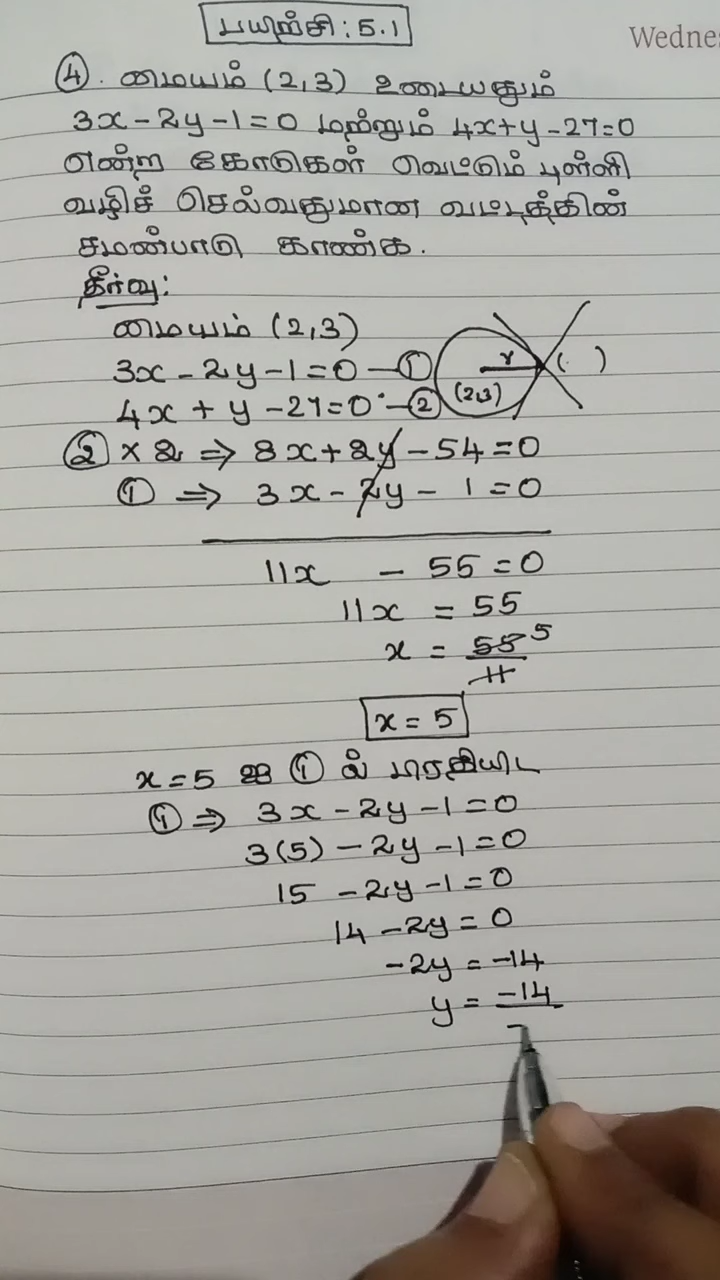 பயிற்சி : 5.1
Wednes
④. மையம் (2,3) உடையதும்
3x - 2y - 1 = 0 மற்றும் 4x + y - 27 = 0
என்ற கோடுகள் வெட்டும் புள்ளி
வழிச் செல்வதுமான வட்டத்தின்
சமன்பாடு காண்க.
தீர்வு:
மையம் (2,3)
3x - 2y - 1 = 0 — ①
4x + y - 27 = 0 — ②
r ( )
(2,3)
② × 2 ⇒ 8x + 2y - 54 = 0
① ⇒ 3x - 2y - 1 = 0
11x - 55 = 0
11x = 55
x = 55/11 5
x = 5
x = 5 ஐ ① ல் பிரதியிட
① ⇒ 3x - 2y - 1 = 0
3(5) - 2y - 1 = 0
15 - 2y - 1 = 0
14 - 2y = 0
-2y = -14
y = -14/-